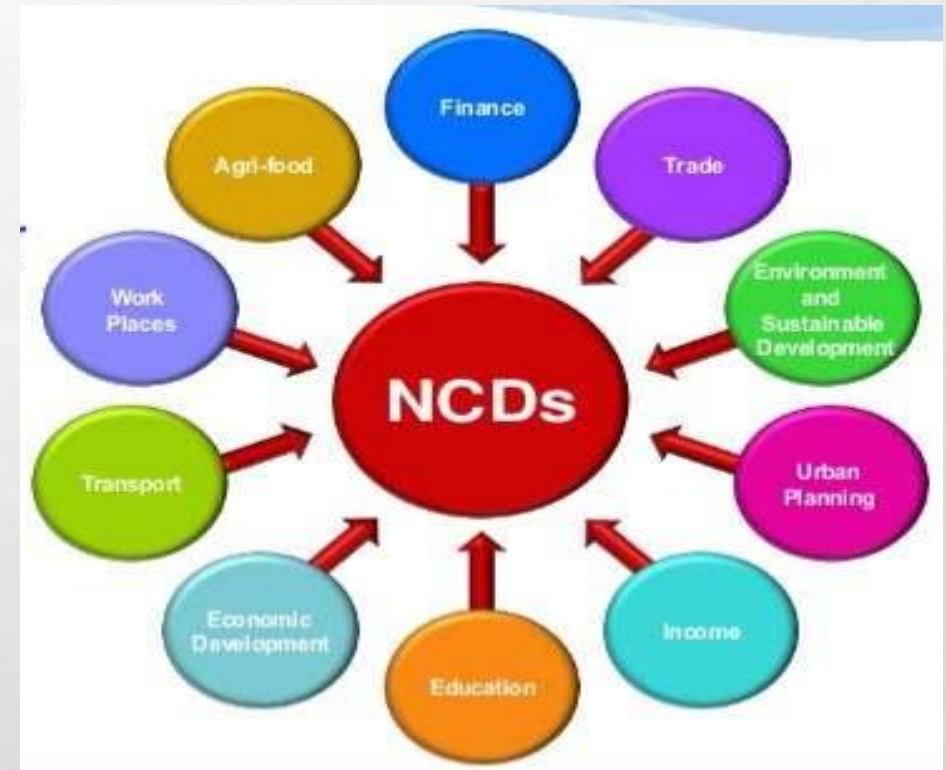 Finance
Agri-food
Trade
Work
Places
Environment
and
Sustainable
Development
NCDs
Transport
Urban
Planning
Economic
Development
Income
Education